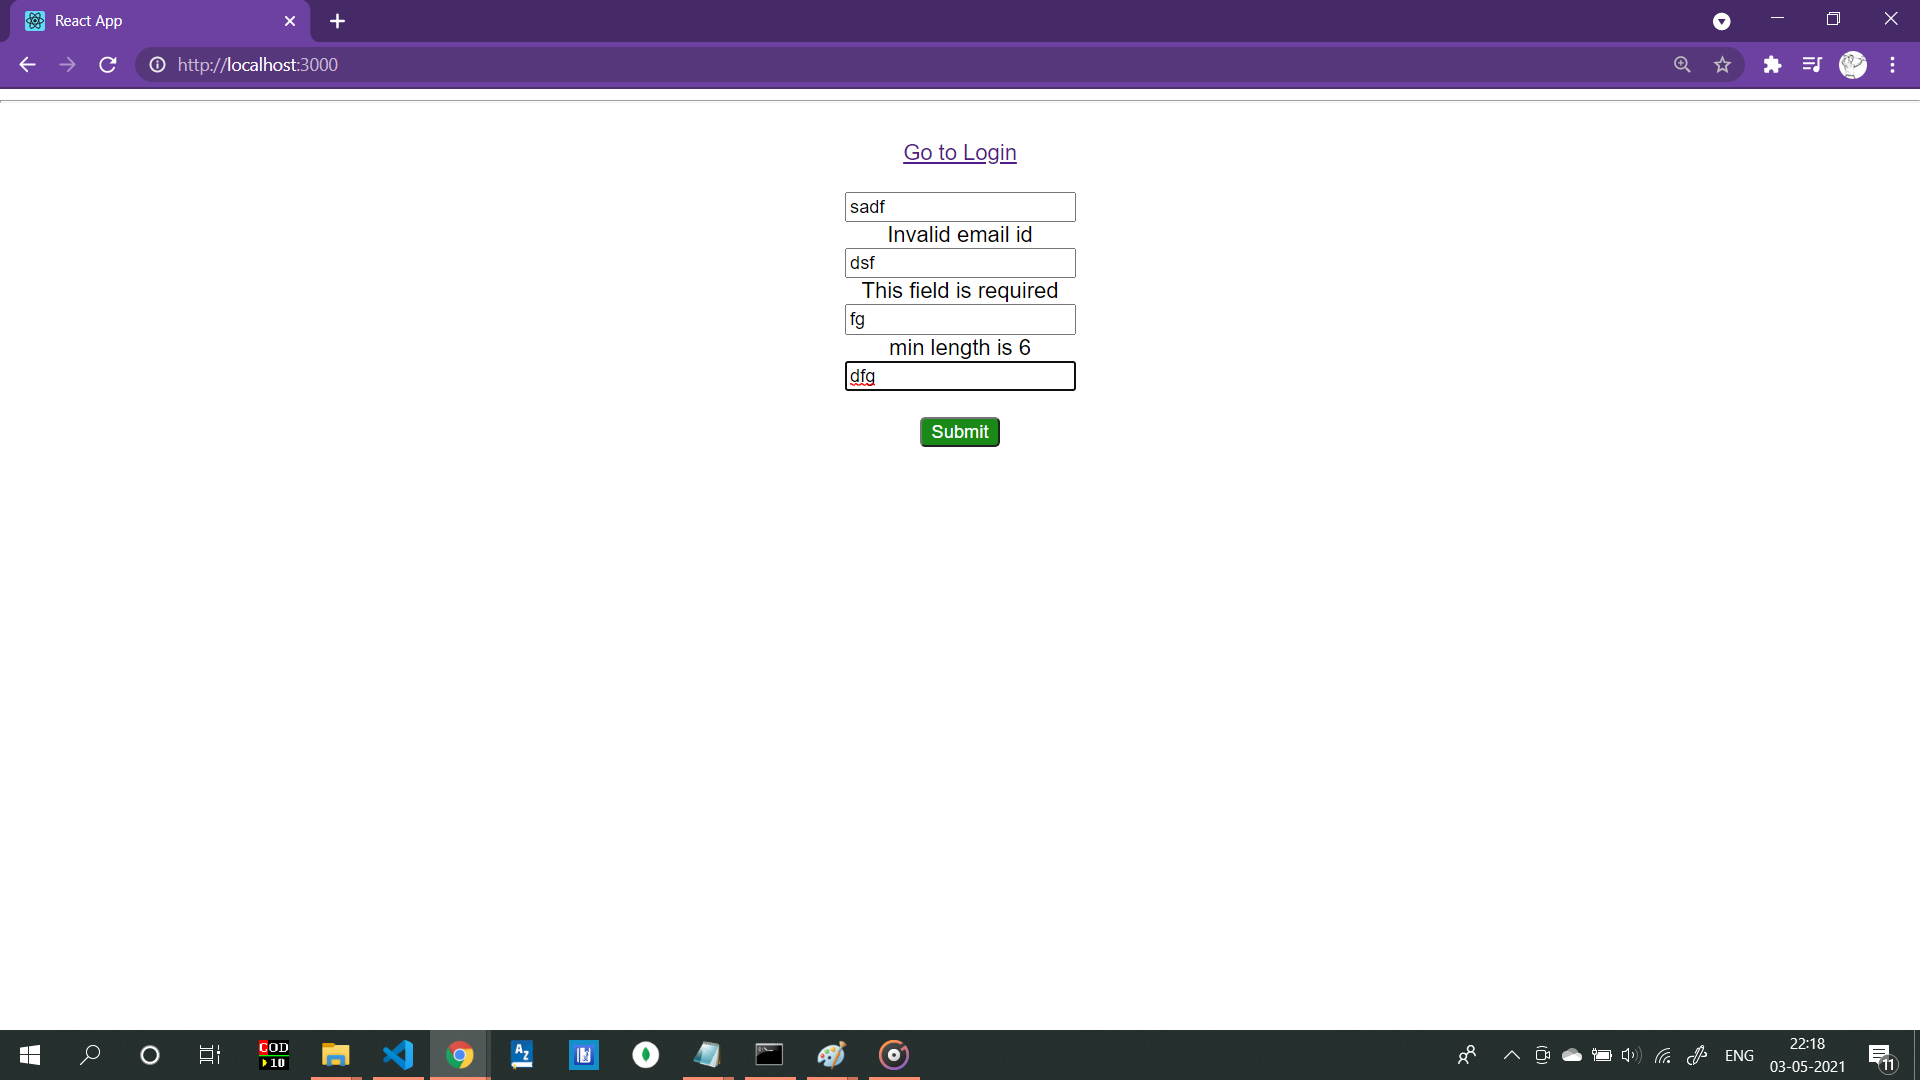 React App
http://localhost:3000
Go to Login
sadf
Invalid email id
dsf
This field is required
fg
min length is 6
dfg
Submit
COD
10
A Z
ENG
22:18
03-05-2021
11